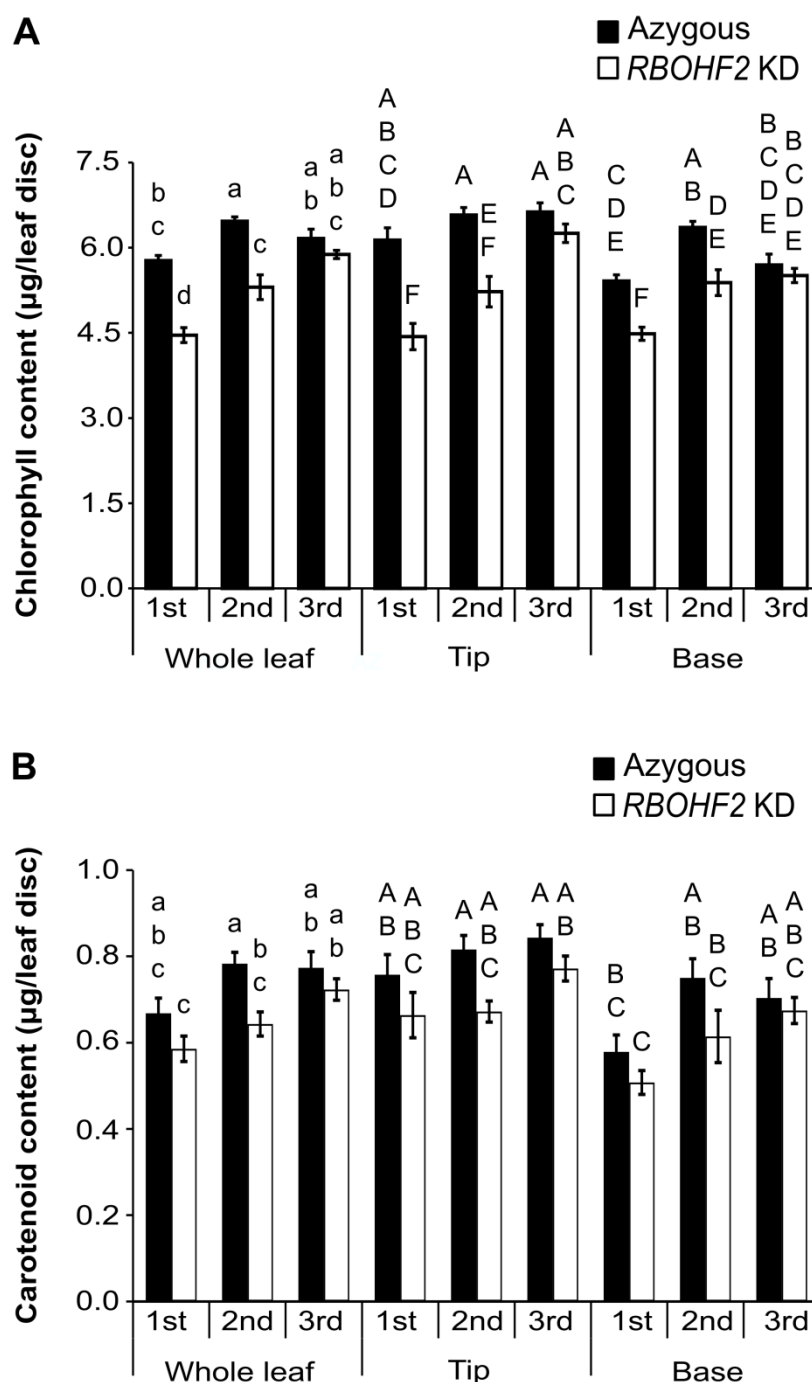 A
Azygous
RBOHF2 KD
Chlorophyll content (µg/leaf disc)
7.5
6.0
4.5
3.0
1.5
0.0
b
c
d
a
c
a
b
a
b
c
A
B
C
D
F
A
E
F
A
A
B
C
C
D
E
F
A
B
D
E
B
C
D
E
B
C
D
E
1st 2nd 3rd 1st 2nd 3rd 1st 2nd 3rd
Whole leaf Tip Base
B
Azygous
RBOHF2 KD
Carotenoid content (µg/leaf disc)
1.0
0.8
0.6
0.4
0.2
0.0
a
b
c
c
a
b
c
a
b
a
b
A
B
A
B
C
A
A
B
C
A
A
B
B
C
C
A
B
B
C
A
B
A
B
C
1st 2nd 3rd 1st 2nd 3rd 1st 2nd 3rd
Whole leaf Tip Base